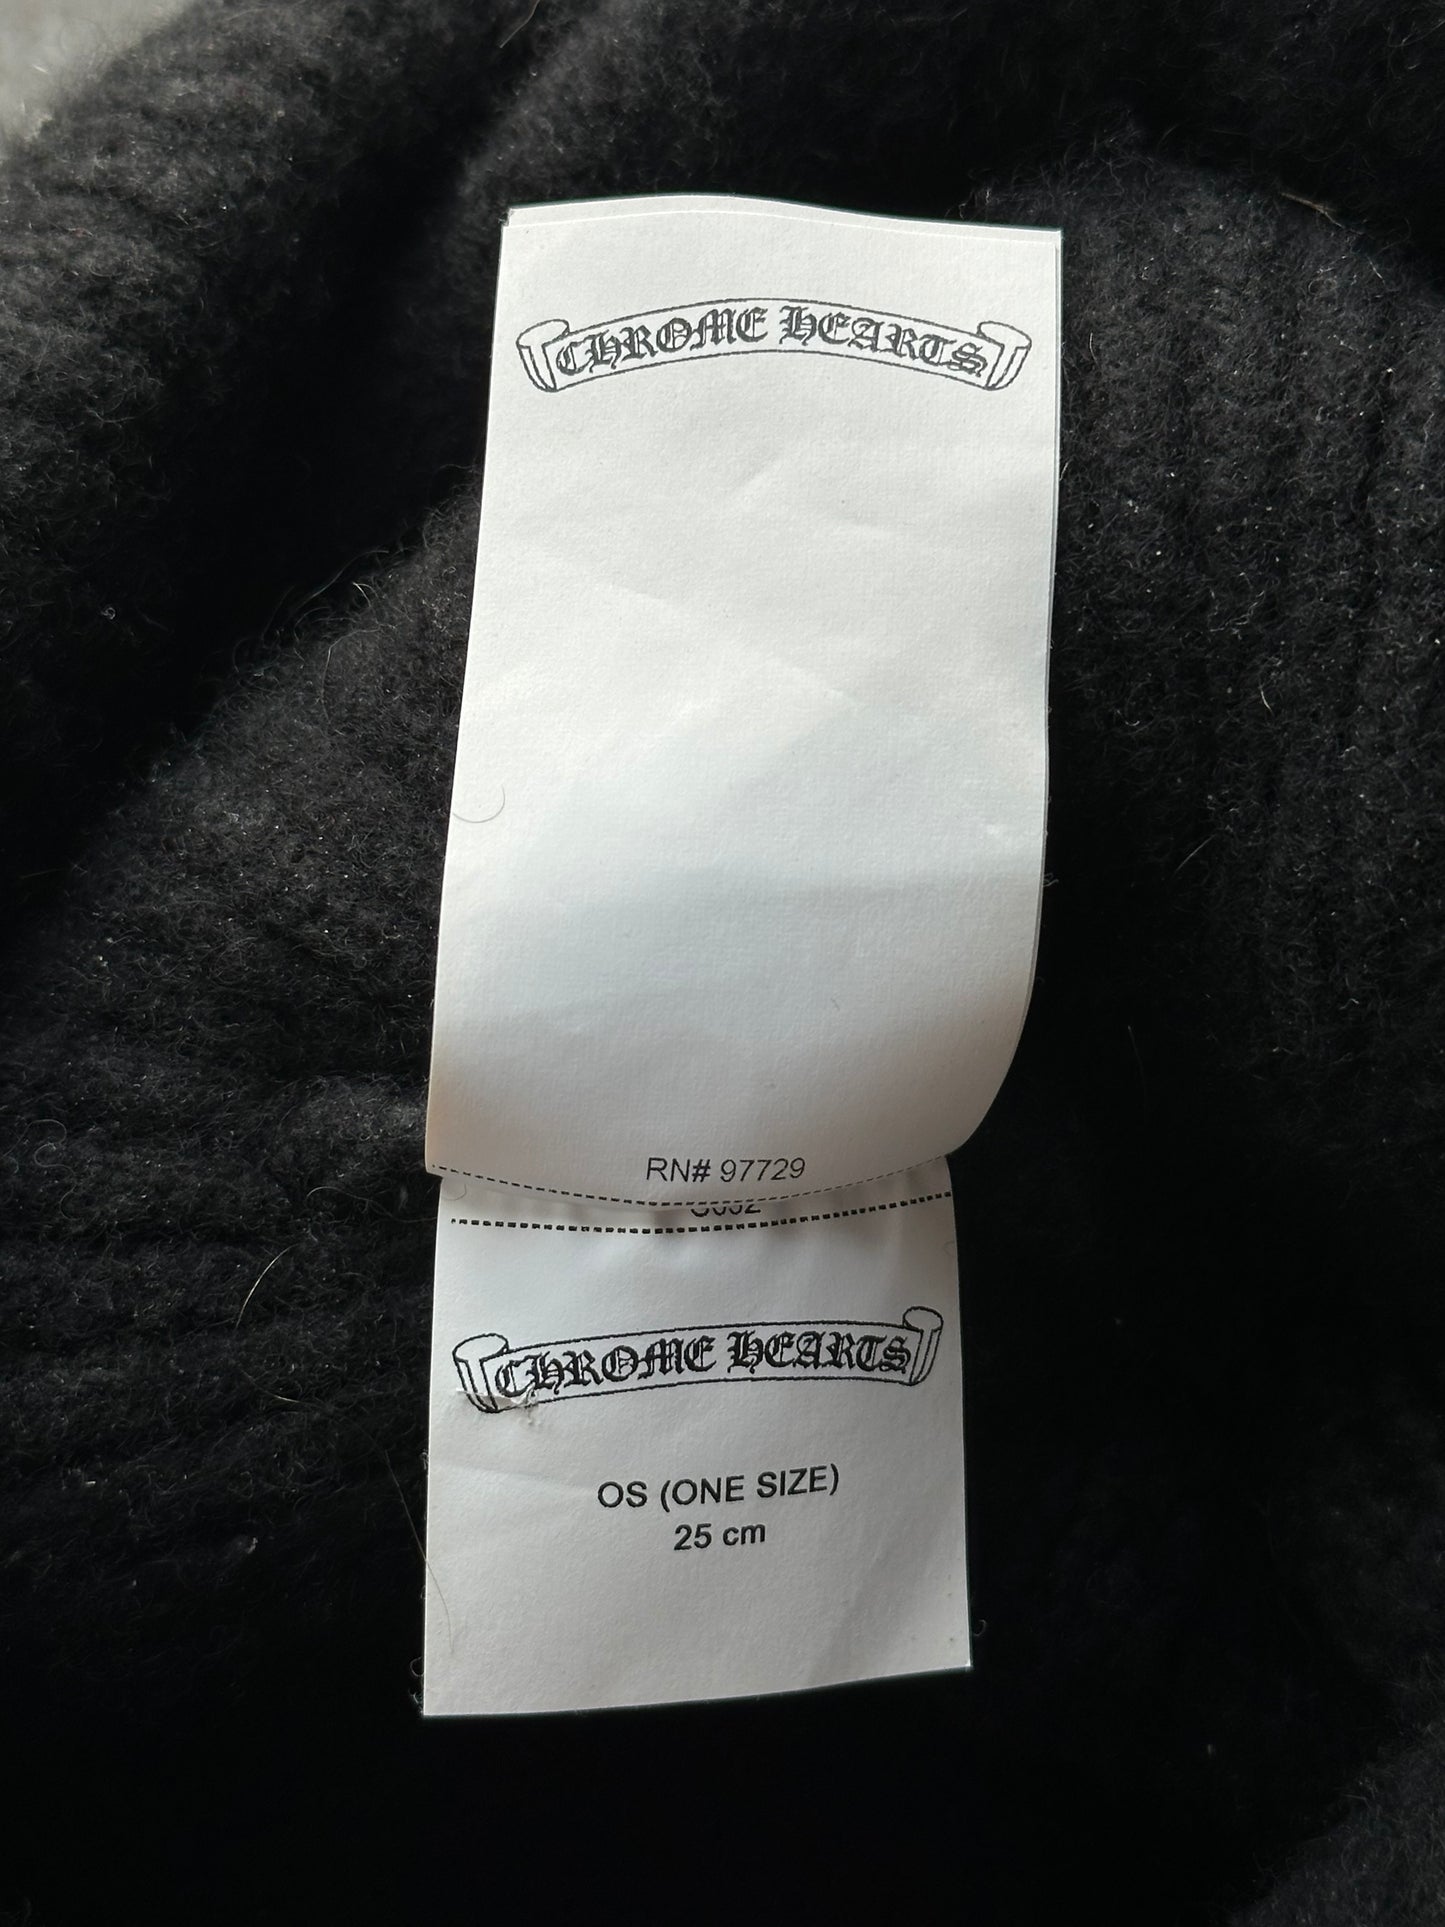 CHROME HEARTS
RN# 97729
CHROME HEARTS
OS (ONE SIZE)
25 cm